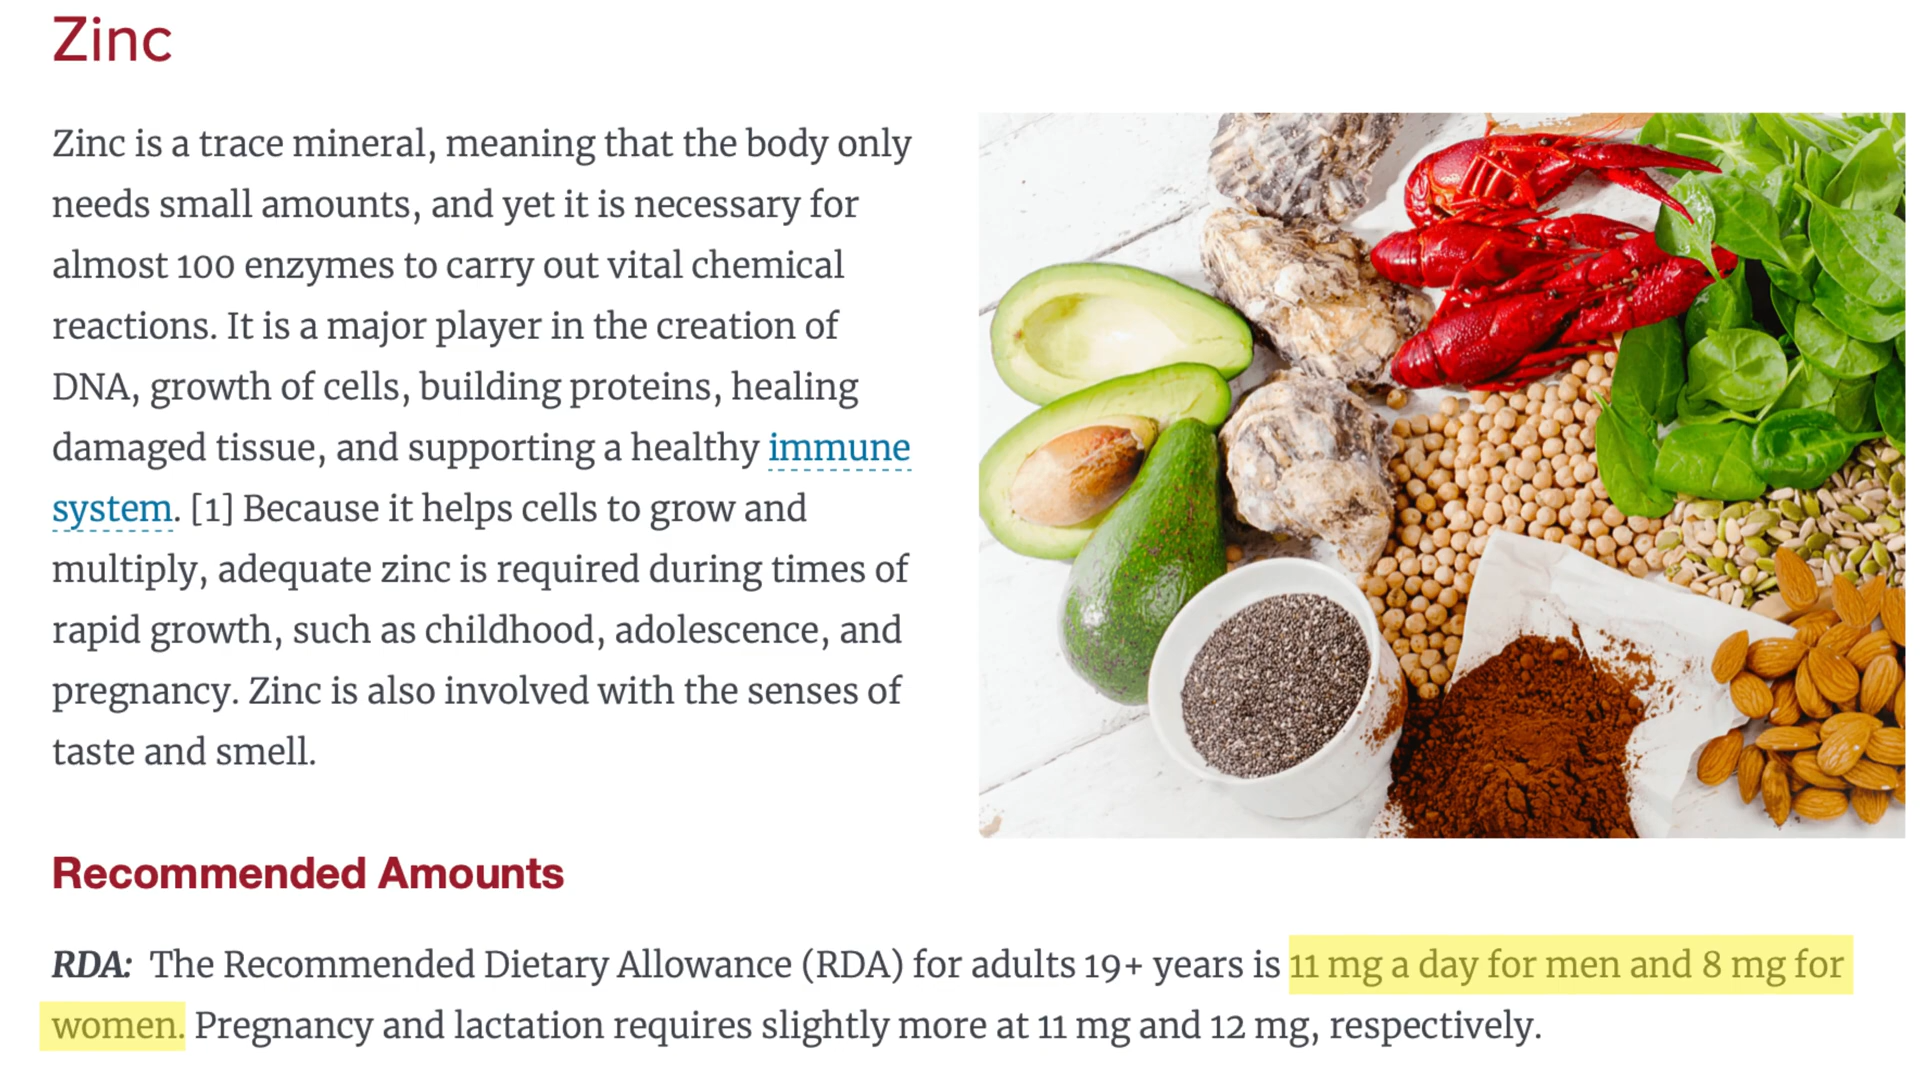 Zinc
Zinc is a trace mineral, meaning that the body only
needs small amounts, and yet it is necessary for
almost 100 enzymes to carry out vital chemical
reactions. It is a major player in the creation of
DNA, growth of cells, building proteins, healing
damaged tissue, and supporting a healthy immune
system. [1] Because it helps cells to grow and
multiply, adequate zinc is required during times of
rapid growth, such as childhood, adolescence, and
pregnancy. Zinc is also involved with the senses of
taste and smell.
Recommended Amounts
RDA: The Recommended Dietary Allowance (RDA) for adults 19+ years is 11 mg a day for men and 8 mg for
women. Pregnancy and lactation requires slightly more at 11 mg and 12 mg, respectively.